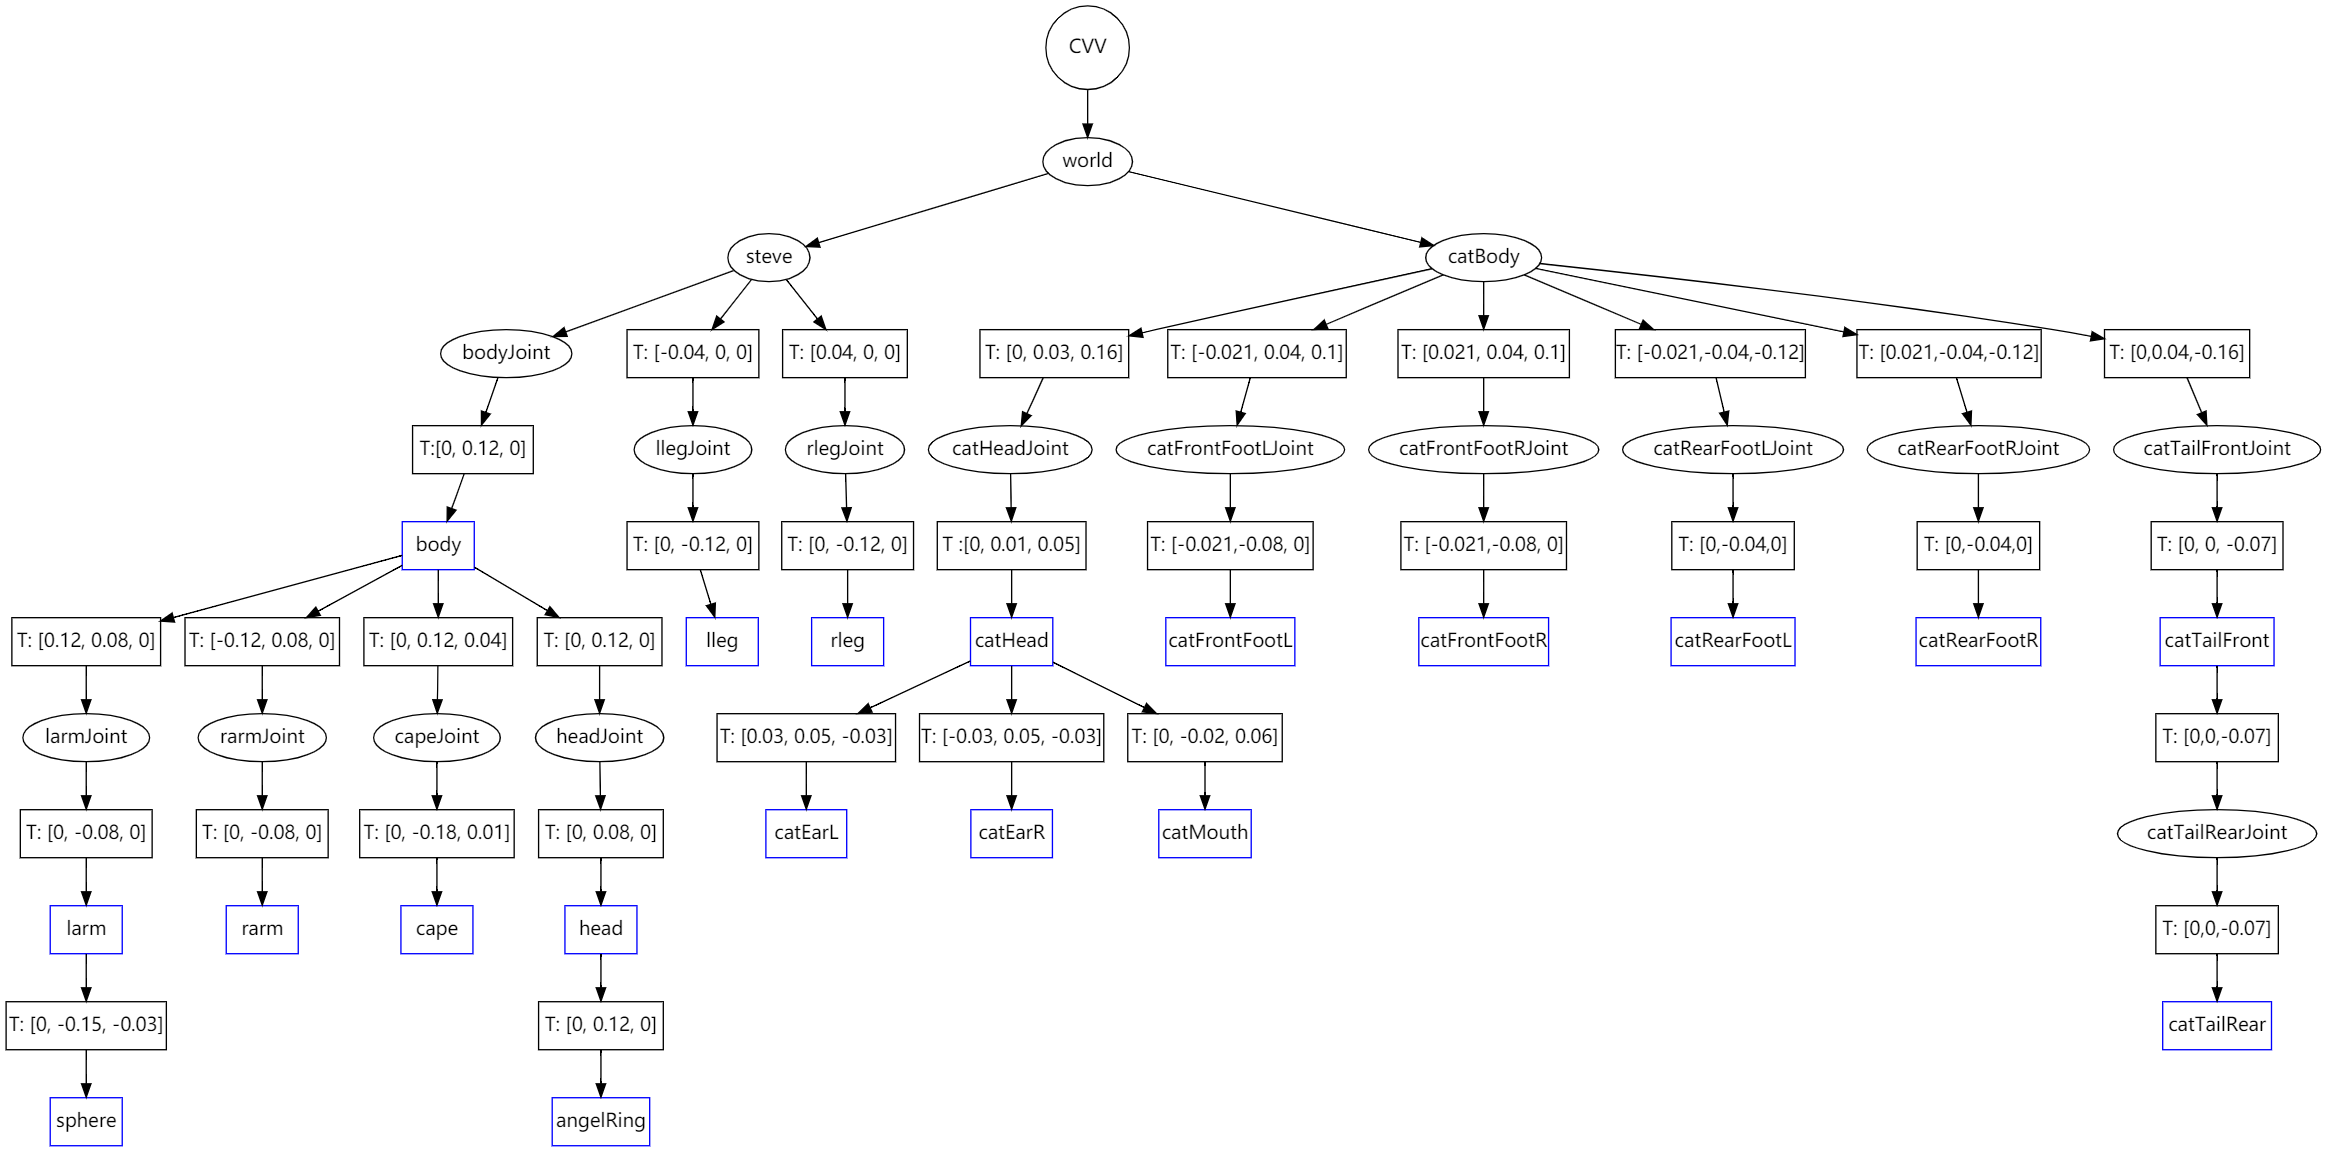 CVV
world
steve
catBody
bodyJoint
T: [-0.04, 0, 0]
T: [0.04, 0, 0]
T: [0, 0.03, 0.16]
T: [-0.021, 0.04, 0.1]
T: [0.021, 0.04, 0.1]
T: [-0.021,-0.04,-0.12]
T: [0.021,-0.04,-0.12]
T: [0,0.04,-0.16]
T:[0, 0.12, 0]
llegJoint
rlegJoint
catHeadJoint
catFrontFootLJoint
catFrontFootRJoint
catRearFootLJoint
catRearFootRJoint
catTailFrontJoint
body
T: [0, -0.12, 0]
T: [0, -0.12, 0]
T :[0, 0.01, 0.05]
T: [-0.021,-0.08, 0]
T: [-0.021,-0.08, 0]
T: [0,-0.04,0]
T: [0,-0.04,0]
T: [0, 0, -0.07]
T: [0.12, 0.08, 0]
T: [-0.12, 0.08, 0]
T: [0, 0.12, 0.04]
T: [0, 0.12, 0]
lleg
rleg
catHead
catFrontFootL
catFrontFootR
catRearFootL
catRearFootR
catTailFront
larmJoint
rarmJoint
capeJoint
headJoint
T: [0.03, 0.05, -0.03]
T: [-0.03, 0.05, -0.03]
T: [0, -0.02, 0.06]
T: [0,0,-0.07]
T: [0, -0.08, 0]
T: [0, -0.08, 0]
T: [0, -0.18, 0.01]
T: [0, 0.08, 0]
catEarL
catEarR
catMouth
catTailRearJoint
larm
rarm
cape
head
T: [0,0,-0.07]
T: [0, -0.15, -0.03]
T: [0, 0.12, 0]
catTailRear
sphere
angelRing